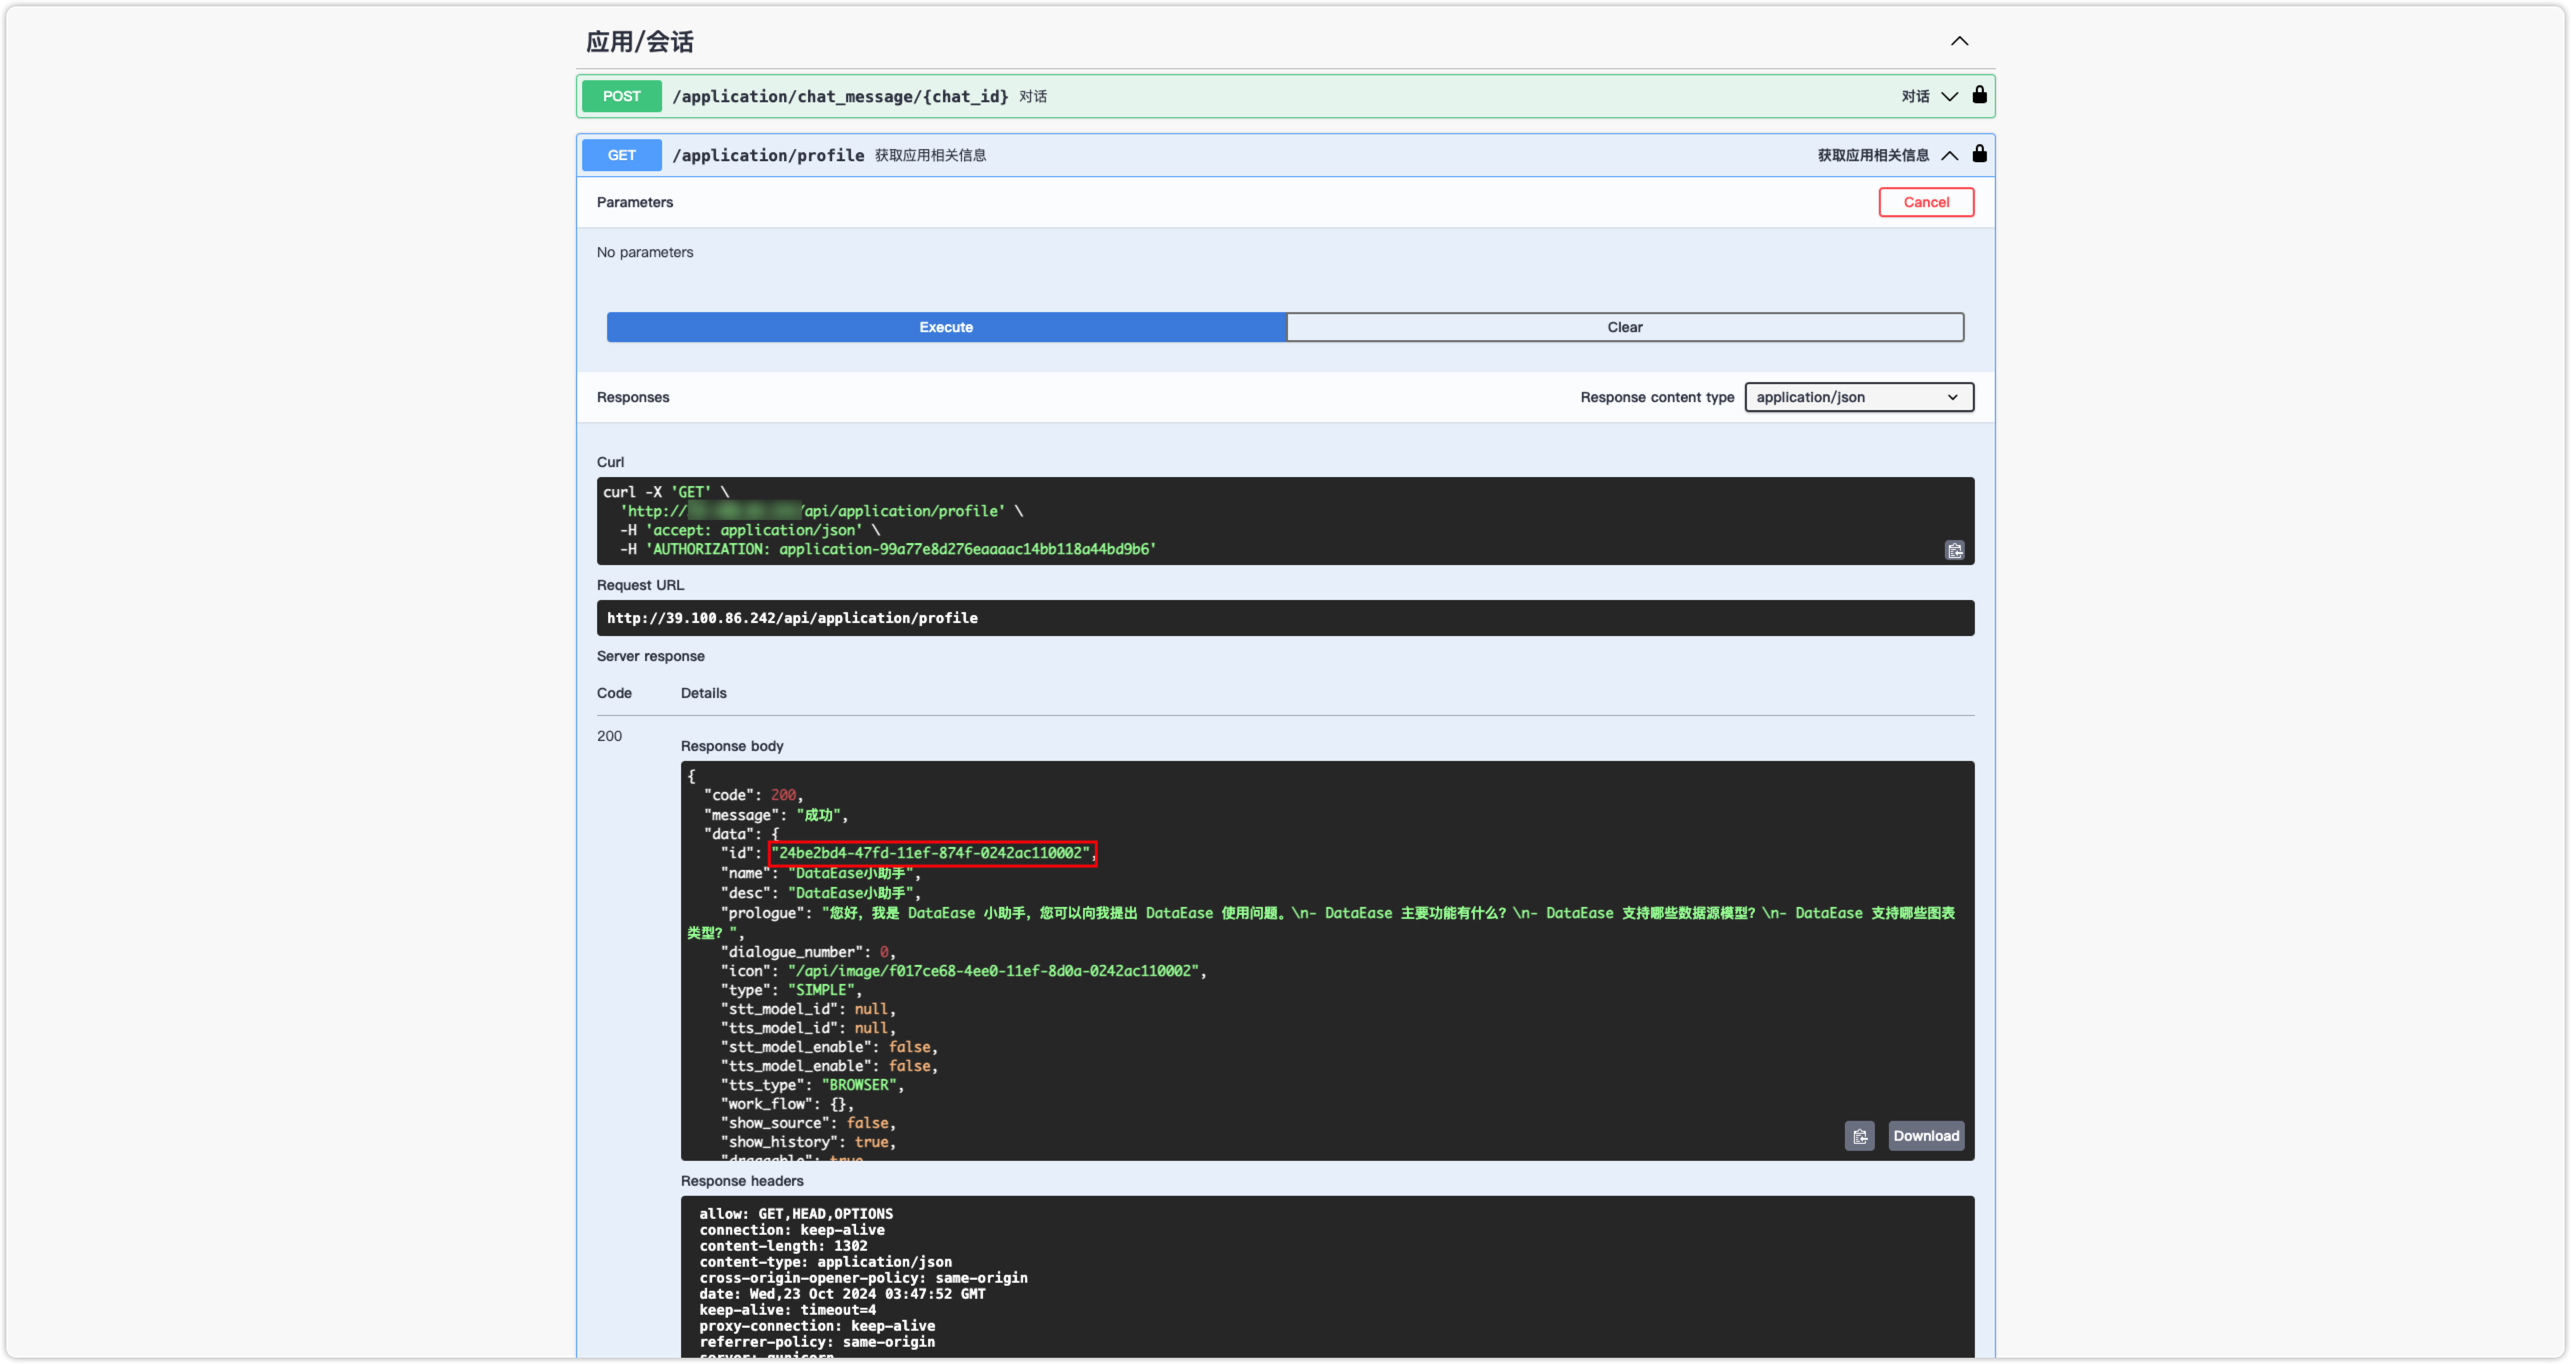 应用/会话
POST /application/chat_message/{chat_id} 对话 对话
GET /application/profile 获取应用相关信息 获取应用相关信息
Parameters Cancel
No parameters
Execute Clear
Responses Response content type application/json
Curl
curl -X 'GET' \
'http:// /api/application/profile' \
-H 'accept: application/json' \
-H 'AUTHORIZATION: application-99a77e8d276eaaaac14bb118a44bd9b6'
Request URL
http://39.100.86.242/api/application/profile
Server response
Code Details
200
Response body
{
"code": 200,
"message": "成功",
"data": {
"id": "24be2bd4-47fd-11ef-874f-0242ac110002",
"name": "DataEase小助手",
"desc": "DataEase小助手",
"prologue": "您好，我是 DataEase 小助手，您可以向我提出 DataEase 使用问题。\n- DataEase 主要功能有什么？\n- DataEase 支持哪些数据源模型？\n- DataEase 支持哪些图表
类型？",
"dialogue_number": 0,
"icon": "/api/image/f017ce68-4ee0-11ef-8d0a-0242ac110002",
"type": "SIMPLE",
"stt_model_id": null,
"tts_model_id": null,
"stt_model_enable": false,
"tts_model_enable": false,
"tts_type": "BROWSER",
"work_flow": {},
"show_source": false,
"show_history": true,
"draggable": true
Download
Response headers
allow: GET,HEAD,OPTIONS
connection: keep-alive
content-length: 1302
content-type: application/json
cross-origin-opener-policy: same-origin
date: Wed,23 Oct 2024 03:47:52 GMT
keep-alive: timeout=4
proxy-connection: keep-alive
referrer-policy: same-origin
server: gunicorn